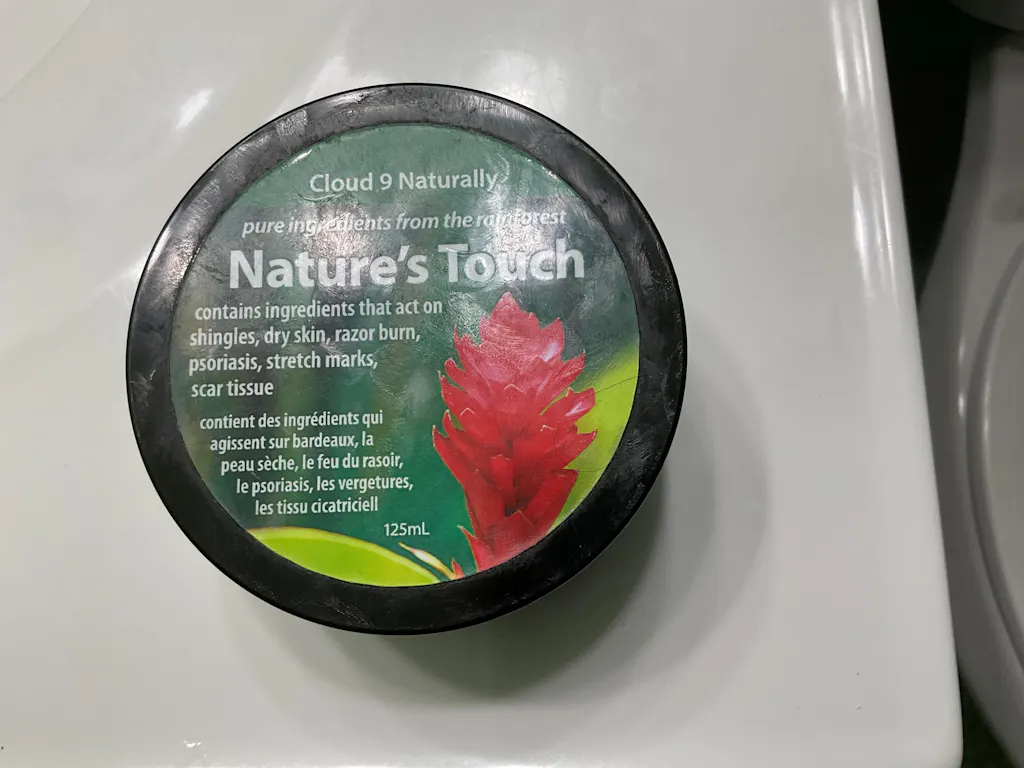 Cloud 9 Naturally
pure ingredients from the rainforest
Nature's Touch
contains ingredients that act on
shingles, dry skin, razor burn,
psoriasis, stretch marks,
scar tissue
contient des ingrédients qui
agissent sur bardeaux, la
peau sèche, le feu du rasoir,
le psoriasis, les vergetures,
les tissu cicatriciell
125mL